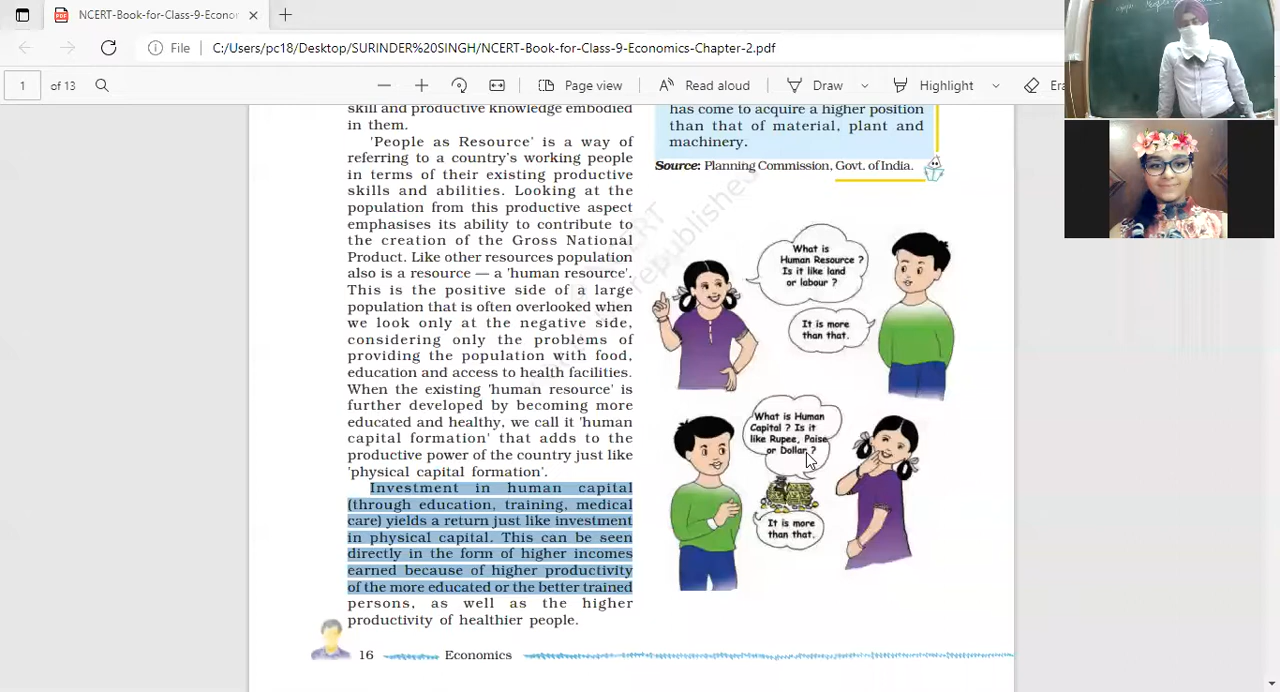 NCERT-Book-for-Class-9-Econo
File
C:/Users/pc18/Desktop/SURINDER%20SINGH/NCERT-Book-for-Class-9-Economics-Chapter-2.pdf
1 of 13
Page view
Read aloud
Draw
Highlight
Era
skill and productive knowledge embodied
in them.
'People as Resource' is a way of
referring to a country's working people
in terms of their existing productive
skills and abilities. Looking at the
population from this productive aspect
emphasises its ability to contribute to
the creation of the Gross National
Product. Like other resources population
also is a resource — a 'human resource'.
This is the positive side of a large
population that is often overlooked when
we look only at the negative side,
considering only the problems of
providing the population with food,
education and access to health facilities.
When the existing 'human resource' is
further developed by becoming more
educated and healthy, we call it 'human
capital formation' that adds to the
productive power of the country just like
'physical capital formation'.
Investment in human capital
(through education, training, medical
care) yields a return just like investment
in physical capital. This can be seen
directly in the form of higher incomes
earned because of higher productivity
of the more educated or the better trained
persons, as well as the higher
productivity of healthier people.
has come to acquire a higher position
than that of material, plant and
machinery.
Source: Planning Commission, Govt. of India.
republished
What is
Human Resource ?
Is it like land
or labour ?
It is more
than that.
What is Human
Capital ? Is it
like Rupee, Paise
or Dollar ?
It is more
than that.
16 Economics